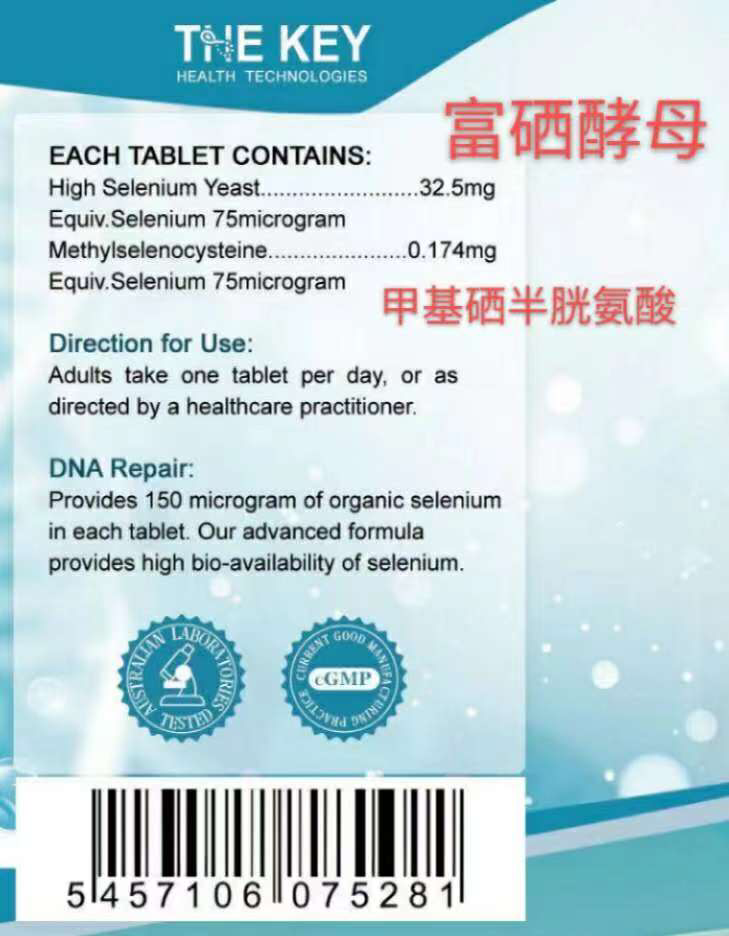 THE KEY
HEALTH TECHNOLOGIES
富硒酵母
EACH TABLET CONTAINS:
High Selenium Yeast..........................32.5mg
Equiv.Selenium 75microgram
Methylselenocysteine.......................0.174mg
Equiv.Selenium 75microgram
甲基硒半胱氨酸
Direction for Use:
Adults take one tablet per day, or as
directed by a healthcare practitioner.
DNA Repair:
Provides 150 microgram of organic selenium
in each tablet. Our advanced formula
provides high bio-availability of selenium.
AUSTRALIAN LABORATORIES
TESTED
CURRENT GOOD MANUFACTURING PRACTICE
cGMP
5 457106 075281